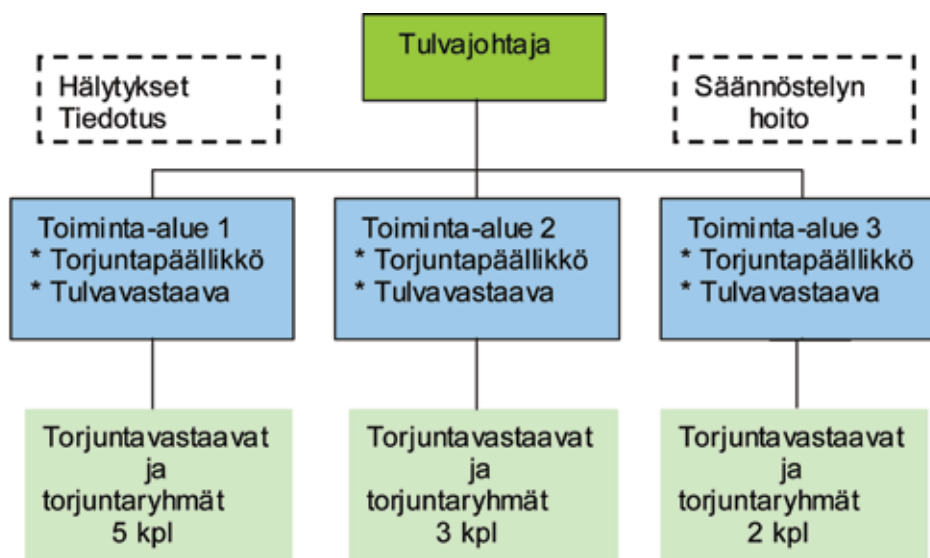 Tulvajohtaja
Hälytykset
Tiedotus
Säännöstelyn
hoito
Toiminta-alue 1
* Torjuntapäällikkö
* Tulvavastaava
Toiminta-alue 2
* Torjuntapäällikkö
* Tulvavastaava
Toiminta-alue 3
* Torjuntapäällikkö
* Tulvavastaava
Torjuntavastaavat
ja
torjuntaryhmät
5 kpl
Torjuntavastaavat
ja
torjuntaryhmät
3 kpl
Torjuntavastaavat
ja
torjuntaryhmät
2 kpl